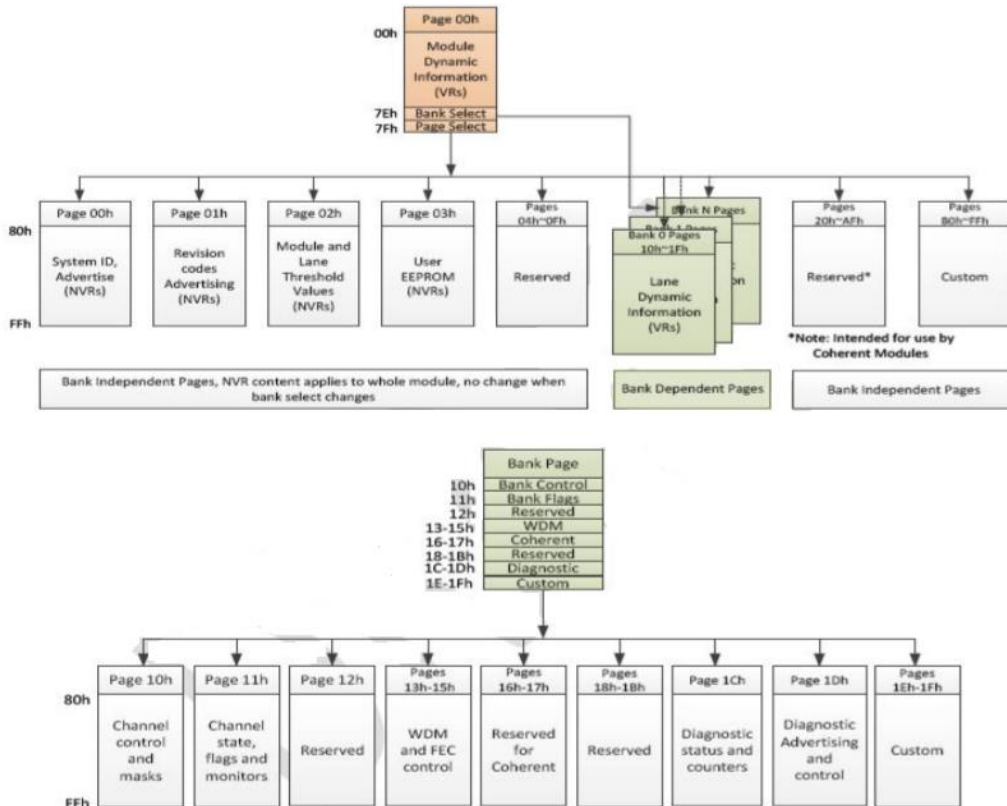 Page 00h
00h
Module
Dynamic
Information
(VRs)
7Eh
Bank Select
7Fh
Page Select
80h
FFh
Page 00h
System ID,
Advertise
(NVRs)
Page 01h
Revision
codes
Advertising
(NVRs)
Page 02h
Module and
Lane
Threshold
Values
(NVRs)
Page 03h
User
EEPROM
(NVRs)
Pages
04h~0Fh
Reserved
Bank N Pages
Bank 1 Pages
Bank 0 Pages
10h~1Fh
Lane
Dynamic
Information
(VRs)
Pages
20h~AFh
Reserved*
Pages
B0h~FFh
Custom
*Note: Intended for use by
Coherent Modules
Bank Independent Pages, NVR content applies to whole module, no change when
bank select changes
Bank Dependent Pages
Bank Independent Pages
Bank Page
10h
Bank Control
11h
Bank Flags
12h
Reserved
13-15h
WDM
16-17h
Coherent
18-1Bh
Reserved
1C-1Dh
Diagnostic
1E-1Fh
Custom
80h
FFh
Page 10h
Channel
control
and
masks
Page 11h
Channel
state,
flags and
monitors
Page 12h
Reserved
Pages
13h-15h
WDM
and FEC
control
Pages
16h-17h
Reserved
for
Coherent
Pages
18h-1Bh
Reserved
Page 1Ch
Diagnostic
status and
counters
Page 1Dh
Diagnostic
Advertising
and
control
Pages
1Eh-1Fh
Custom